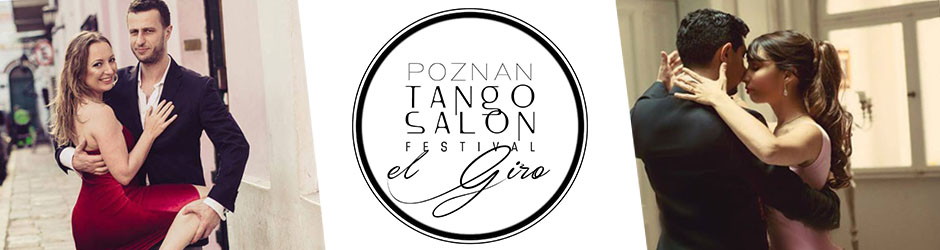 POZNAN
TANGO
SALON
FESTIVAL
el Giro